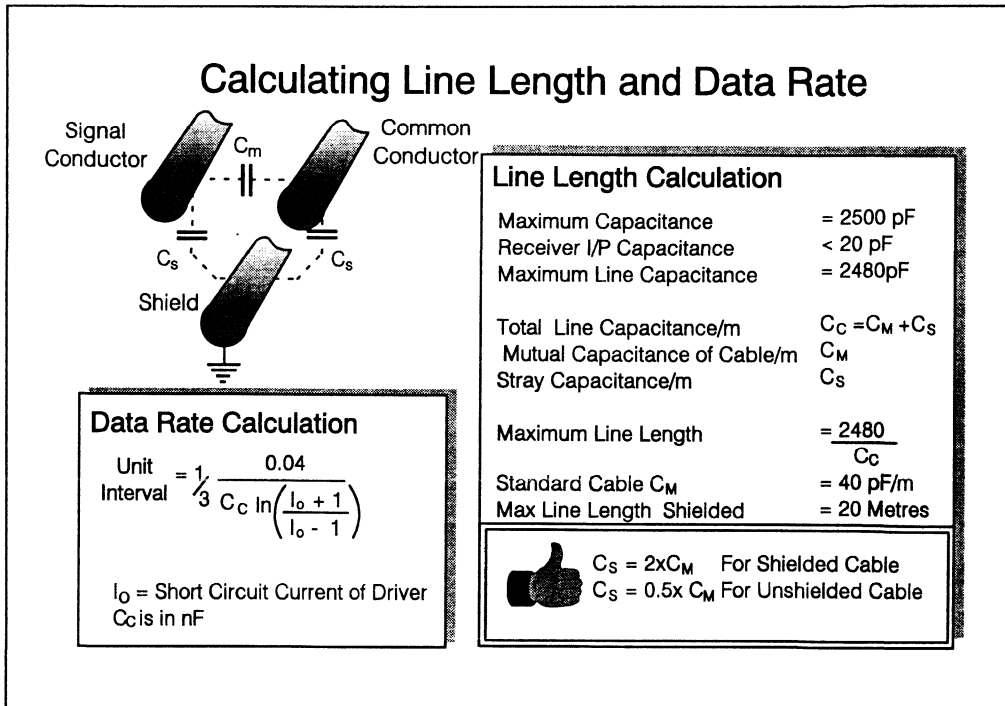 Calculating Line Length and Data Rate
Signal
Conductor
Cm
Common
Conductor
Cs
Cs
Shield
Data Rate Calculation
Unit
Interval = 1/3 0.04 / Cc ln(Io + 1 / Io - 1)
Io = Short Circuit Current of Driver
Cc is in nF
Line Length Calculation
Maximum Capacitance = 2500 pF
Receiver I/P Capacitance < 20 pF
Maximum Line Capacitance = 2480pF
Total Line Capacitance/m CC =CM +CS
Mutual Capacitance of Cable/m CM
Stray Capacitance/m CS
Maximum Line Length = 2480 / CC
Standard Cable CM = 40 pF/m
Max Line Length Shielded = 20 Metres
CS = 2xCM For Shielded Cable
CS = 0.5x CM For Unshielded Cable